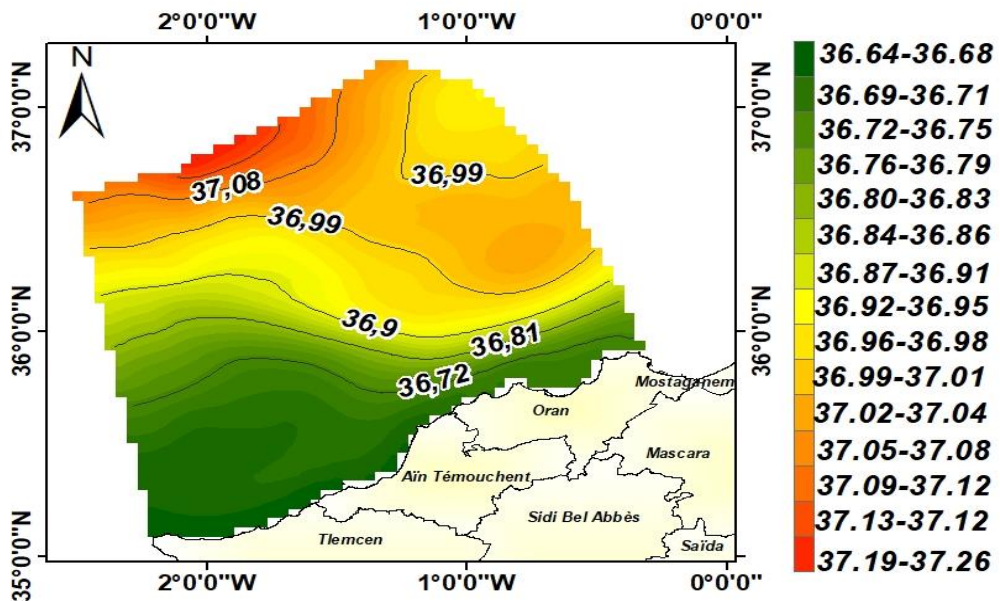 2°0'0"W 1°0'0"W 0°0'0"
N
37°0'0"N
36°0'0"N
35°0'0"N
37,08
36,99
36,99
36,9
36,81
36,72
Mostaganem
Oran
Mascara
Aïn Témouchent
Sidi Bel Abbès
Tlemcen
Saïda
37°0'0"N
36°0'0"N
35°0'0"N
2°0'0"W 1°0'0"W 0°0'0"
36.64-36.68
36.69-36.71
36.72-36.75
36.76-36.79
36.80-36.83
36.84-36.86
36.87-36.91
36.92-36.95
36.96-36.98
36.99-37.01
37.02-37.04
37.05-37.08
37.09-37.12
37.13-37.12
37.19-37.26